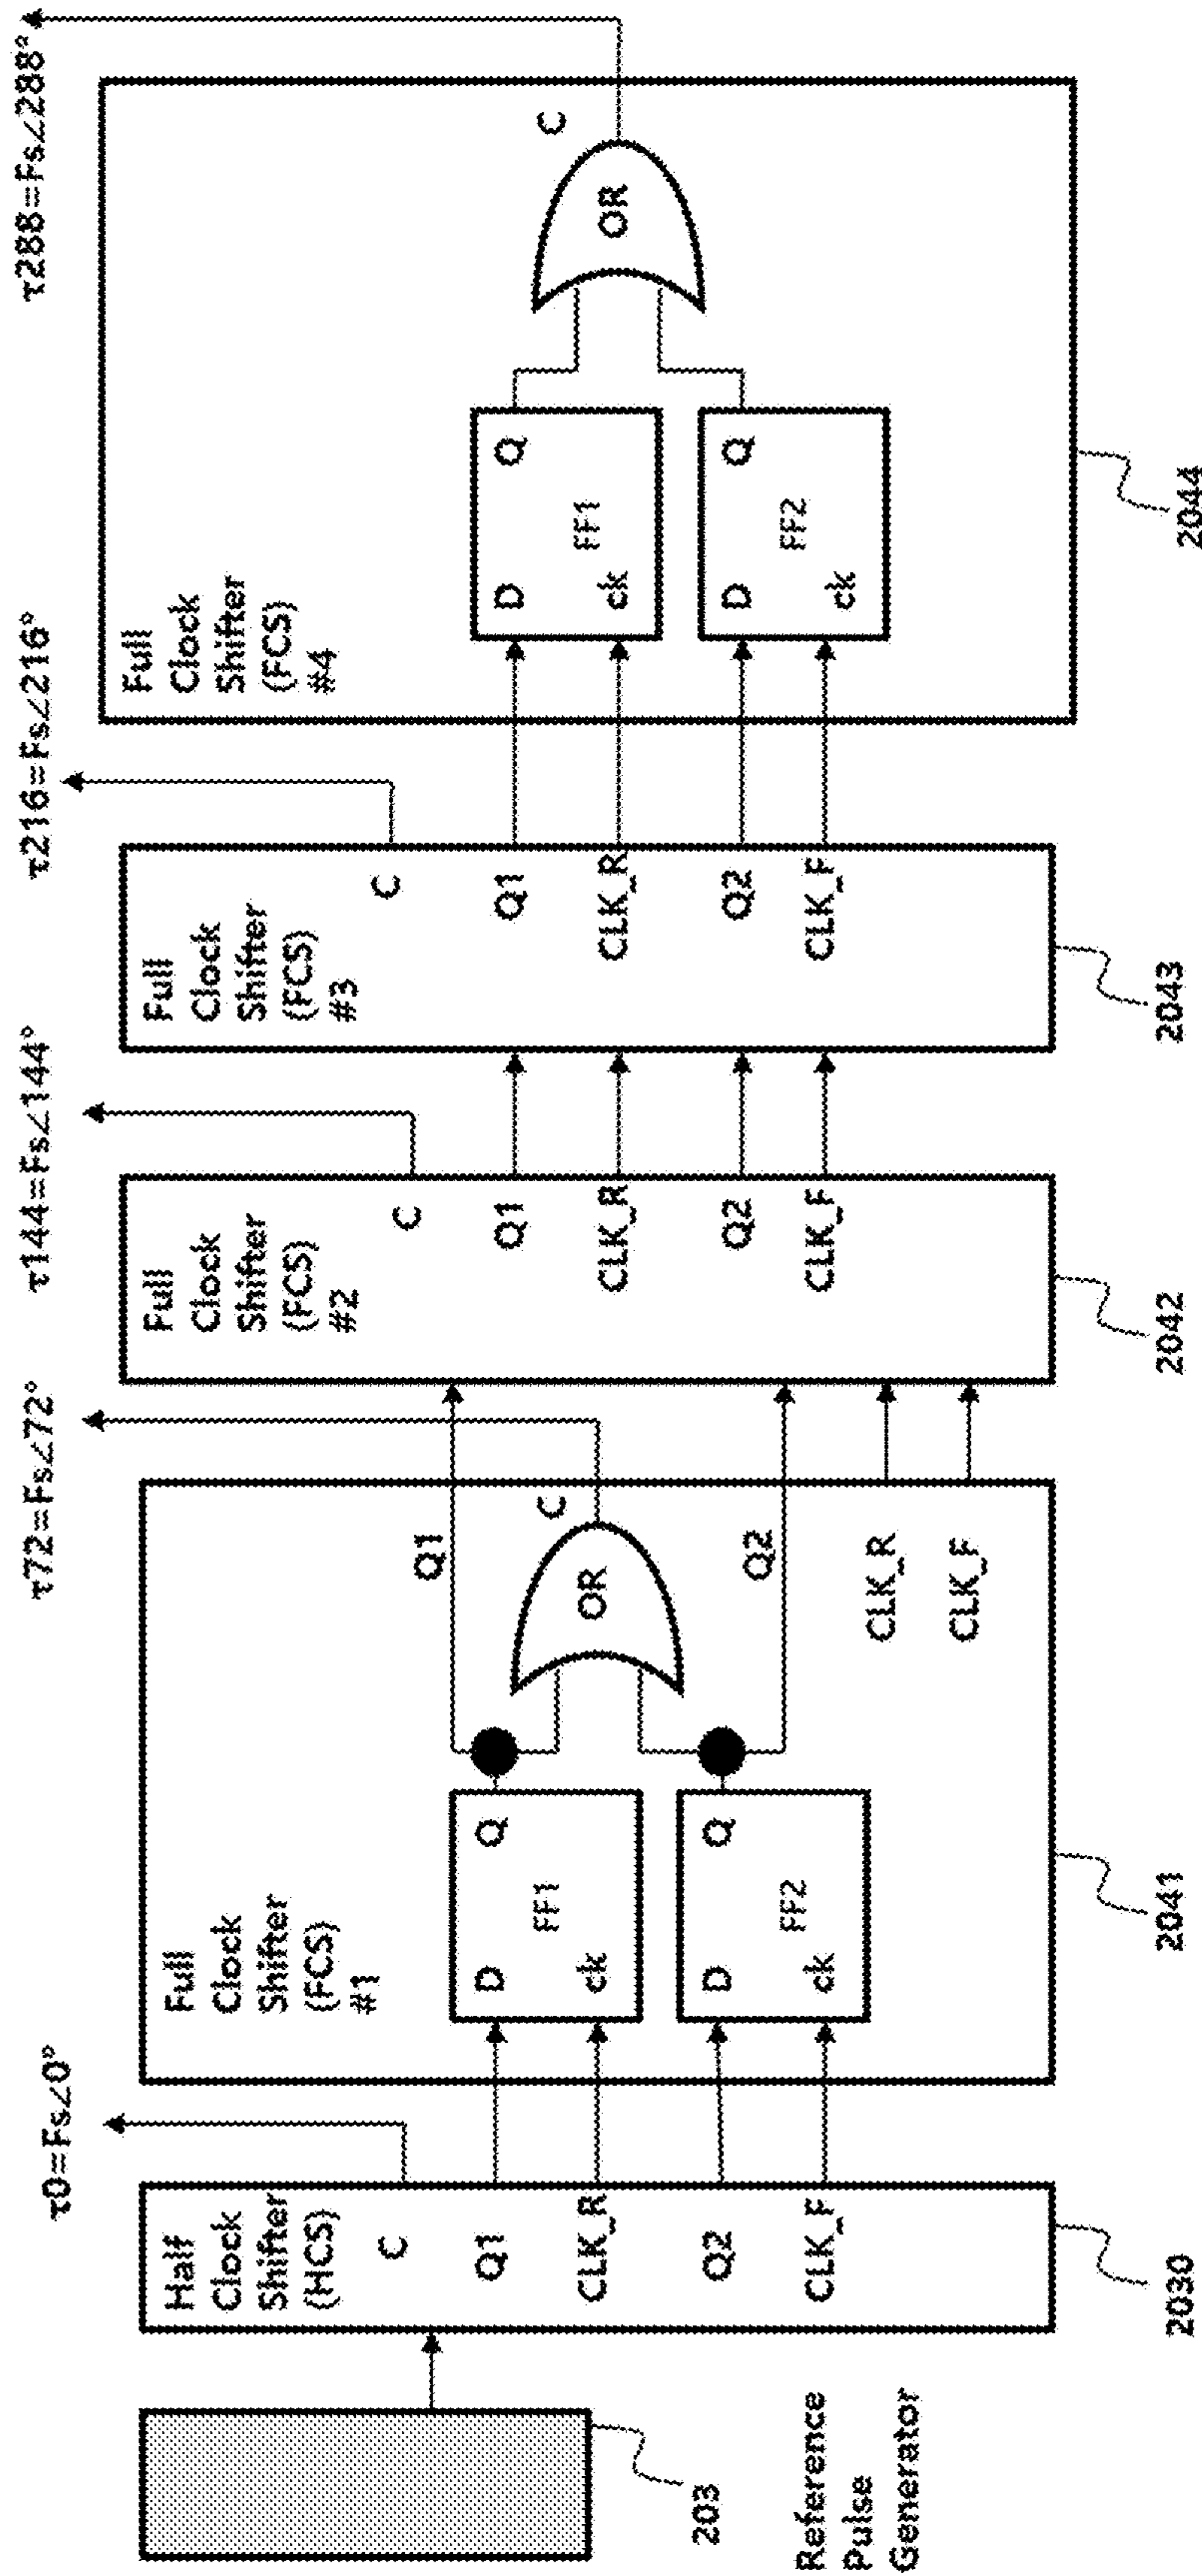 τ0=Fs∠0°
τ72=Fs∠72°
τ144=Fs∠144°
τ216=Fs∠216°
τ288=Fs∠288°
Reference
Pulse
Generator
203
Half
Clock
Shifter
(HCS)
C
Q1
CLK_R
Q2
CLK_F
2030
Full
Clock
Shifter
(FCS)
#1
D
Q
FF1
ck
D
Q
FF2
ck
Q1
C
OR
Q2
CLK_R
CLK_F
2041
Full
Clock
Shifter
(FCS)
#2
C
Q1
CLK_R
Q2
CLK_F
2042
Full
Clock
Shifter
(FCS)
#3
C
Q1
CLK_R
Q2
CLK_F
2043
Full
Clock
Shifter
(FCS)
#4
D
Q
FF1
ck
D
Q
FF2
ck
OR
C
2044